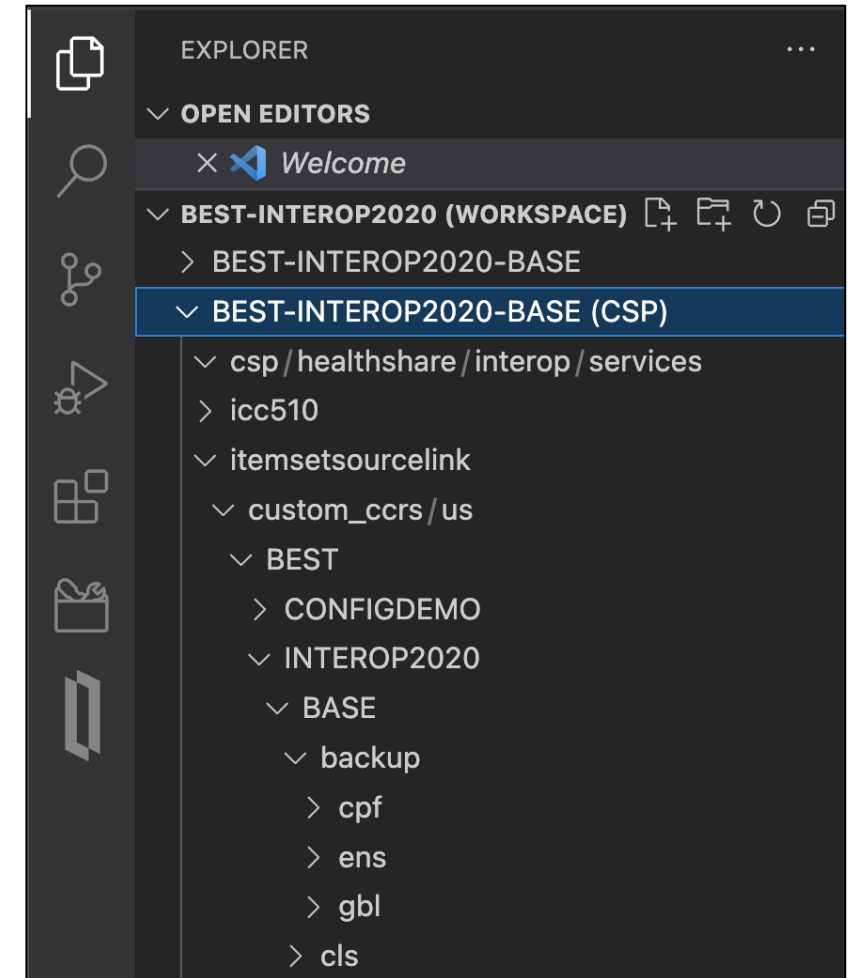 EXPLORER
OPEN EDITORS
Welcome
BEST-INTEROP2020 (WORKSPACE)
BEST-INTEROP2020-BASE
BEST-INTEROP2020-BASE (CSP)
csp/healthshare/interop/services
icc510
itemsetsourcelink
custom_ccrs/us
BEST
CONFIGDEMO
INTEROP2020
BASE
backup
cpf
ens
gbl
cls